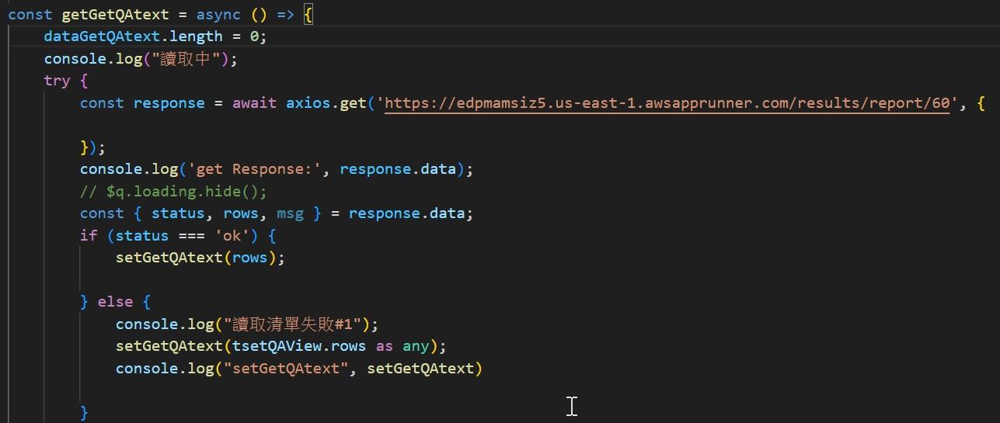 const getGetQAtext = async () => {
dataGetQAtext.length = 0;
console.log("讀取中");
try {
const response = await axios.get('https://edpmamsiz5.us-east-1.awsapprunner.com/results/report/60', {
});
console.log('get Response:', response.data);
// $q.loading.hide();
const { status, rows, msg } = response.data;
if (status === 'ok') {
setGetQAtext(rows);
} else {
console.log("讀取清單失敗#1");
setGetQAtext(tsetQAView.rows as any);
console.log("setGetQAtext", setGetQAtext)
}